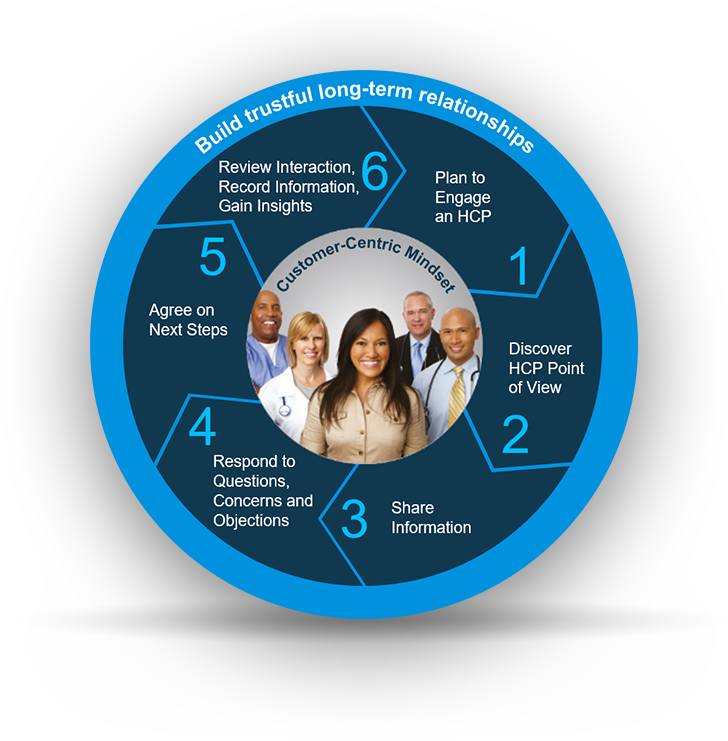 Build trustful long-term relationships
Customer-Centric Mindset
Plan to
Engage
an HCP
1
Discover
HCP Point
of View
2
Share
Information
3
Respond to
Questions,
Concerns and
Objections
4
Agree on
Next Steps
5
Review Interaction,
Record Information,
Gain Insights
6